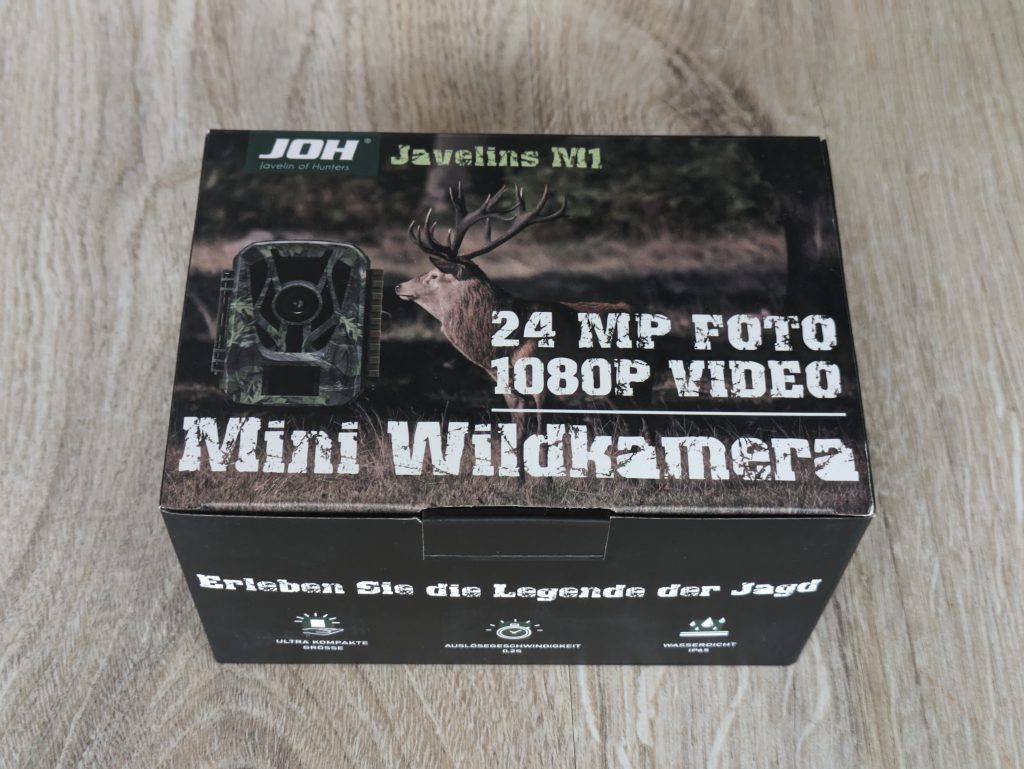 JOH®
Javelin of Hunters
Javelins M1
24 MP FOTO
1080P VIDEO
Mini Wildkamera
Erleben Sie die Legende der Jagd
ULTRA KOMPAKTE
GRÖSSE
AUSLÖSEGESCHWINDIGKEIT
0,2S
WASSERDICHT
IP65